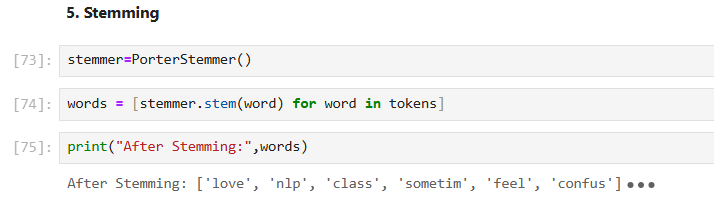 5. Stemming
[73]: stemmer=PorterStemmer()
[74]: words = [stemmer.stem(word) for word in tokens]
[75]: print("After Stemming:",words)
After Stemming: ['love', 'nlp', 'class', 'sometim', 'feel', 'confus'] •••